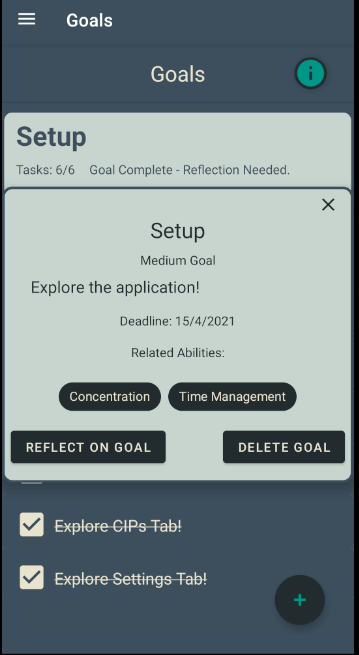 Goals
Goals
Setup
Tasks: 6/6 Goal Complete - Reflection Needed.
Setup
Medium Goal
Explore the application!
Deadline: 15/4/2021
Related Abilities:
Concentration Time Management
REFLECT ON GOAL DELETE GOAL
Explore CIPs Tab!
Explore Settings Tab!